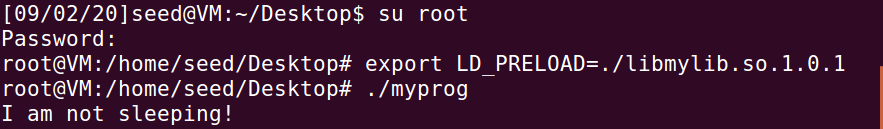 [09/02/20]seed@VM:~/Desktop$ su root
Password:
root@VM:/home/seed/Desktop# export LD_PRELOAD=./libmylib.so.1.0.1
root@VM:/home/seed/Desktop# ./myprog
I am not sleeping!